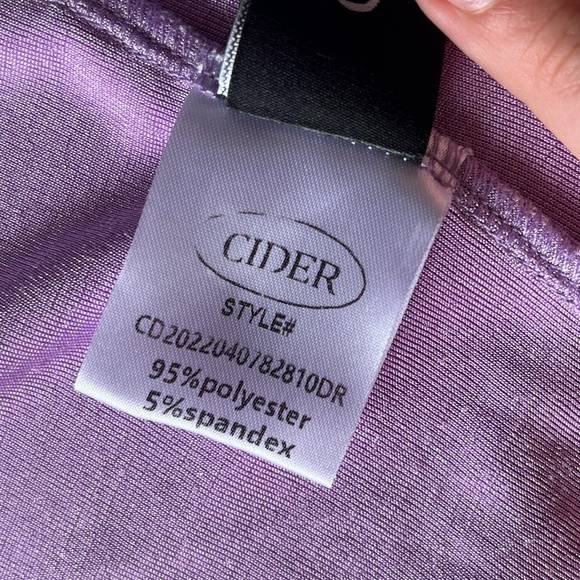 CIDER
STYLE#
CD2022040782810DR
95%polyester
5%spandex